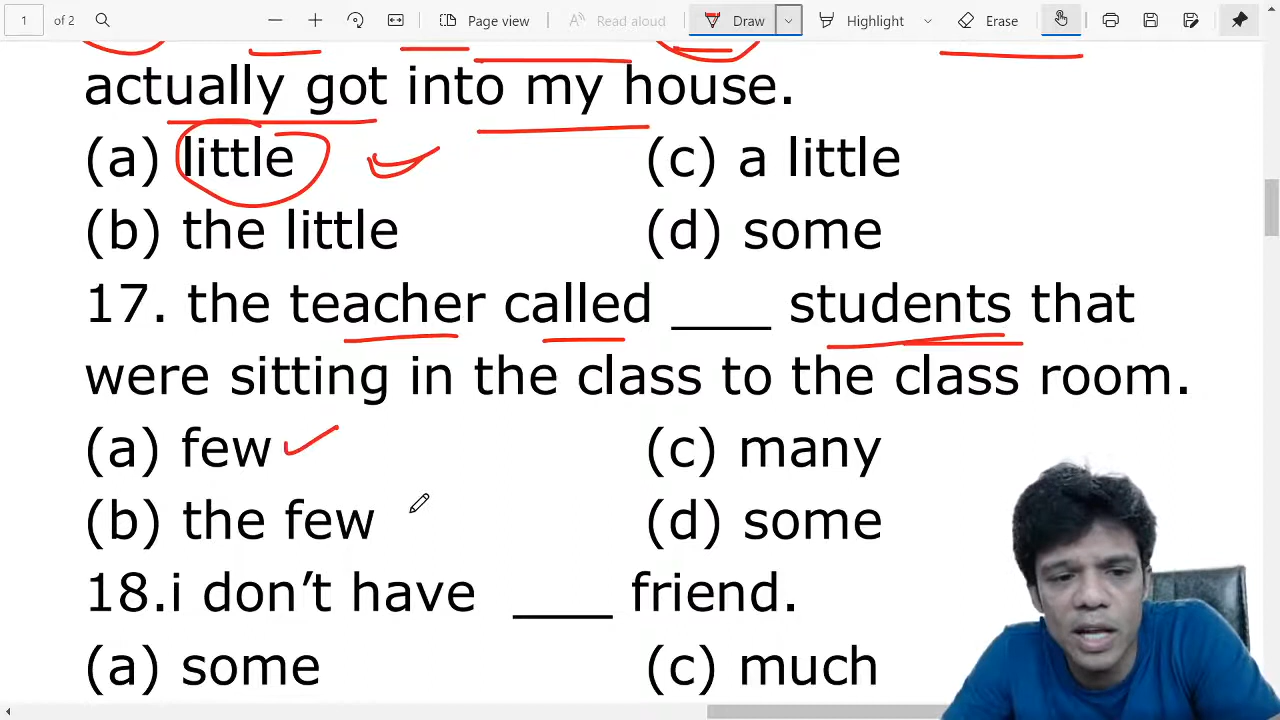 1 of 2 Page view Read aloud Draw Highlight Erase
actually got into my house.
(a) little (c) a little
(b) the little (d) some
17. the teacher called ___ students that
were sitting in the class to the class room.
(a) few (c) many
(b) the few (d) some
18.i don’t have ___ friend.
(a) some (c) much